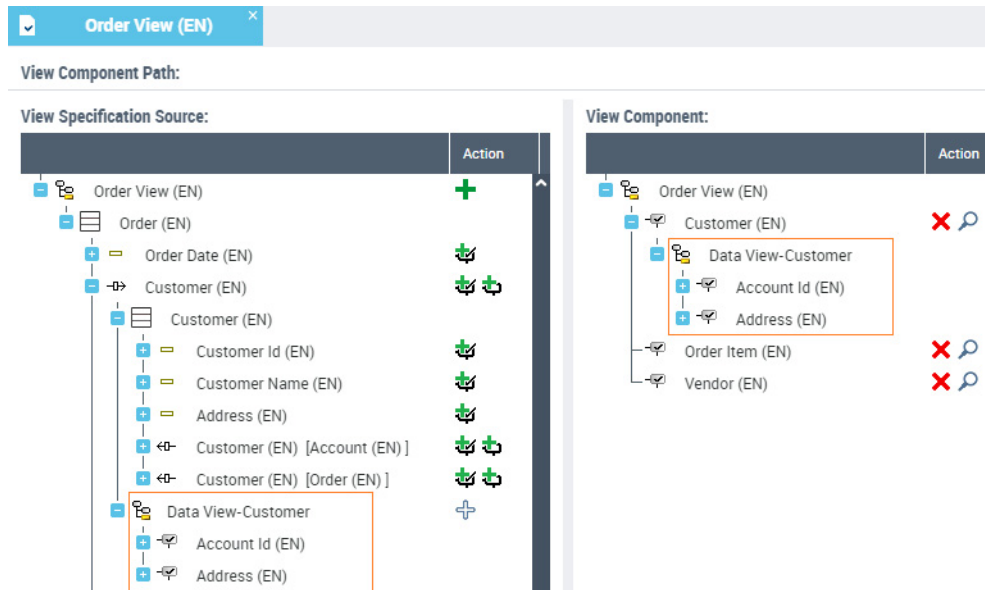 Order View (EN)
View Component Path:
View Specification Source:
Action
Order View (EN)
Order (EN)
Order Date (EN)
Customer (EN)
Customer (EN)
Customer Id (EN)
Customer Name (EN)
Address (EN)
Customer (EN) [Account (EN) ]
Customer (EN) [Order (EN) ]
Data View-Customer
Account Id (EN)
Address (EN)
View Component:
Action
Order View (EN)
Customer (EN)
Data View-Customer
Account Id (EN)
Address (EN)
Order Item (EN)
Vendor (EN)